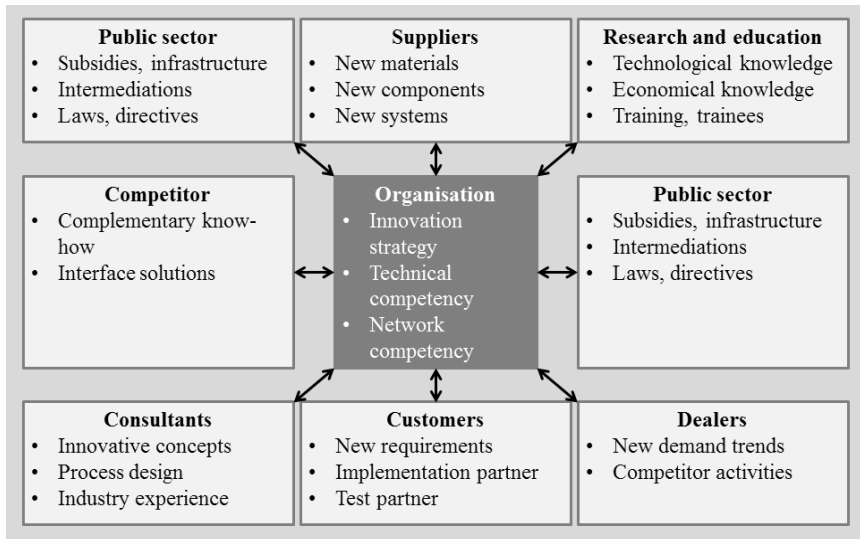 Public sector
• Subsidies, infrastructure
• Intermediations
• Laws, directives
Suppliers
• New materials
• New components
• New systems
Research and education
• Technological knowledge
• Economical knowledge
• Training, trainees
Competitor
• Complementary know-
how
• Interface solutions
Organisation
• Innovation
strategy
• Technical
competency
• Network
competency
Public sector
• Subsidies, infrastructure
• Intermediations
• Laws, directives
Consultants
• Innovative concepts
• Process design
• Industry experience
Customers
• New requirements
• Implementation partner
• Test partner
Dealers
• New demand trends
• Competitor activities